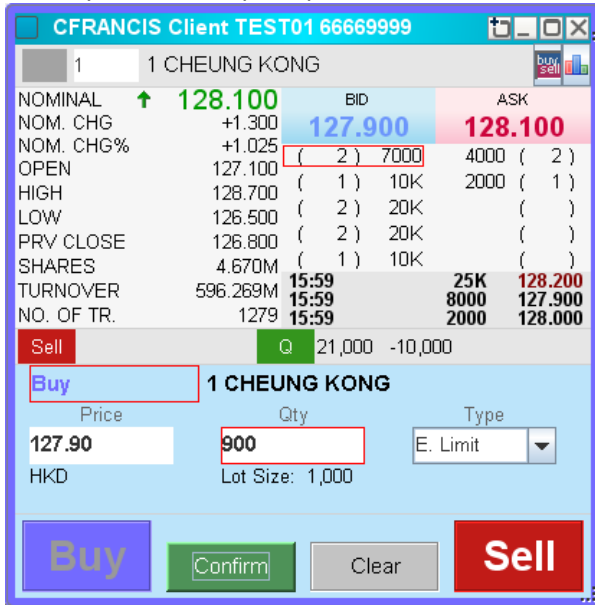 CFRANCIS Client TEST01 66669999
1 1 CHEUNG KONG buy sell
NOMINAL 128.100 BID ASK
NOM. CHG +1.300 127.900 128.100
NOM. CHG% +1.025 ( 2 ) 7000 4000 ( 2 )
OPEN 127.100 ( 1 ) 10K 2000 ( 1 )
HIGH 128.700 ( 2 ) 20K ( )
LOW 126.500 ( 2 ) 20K ( )
PRV CLOSE 126.800 ( 1 ) 10K ( )
SHARES 4.670M 15:59 25K 128.200
TURNOVER 596.269M 15:59 8000 127.900
NO. OF TR. 1279 15:59 2000 128.000
Sell Q 21,000 -10,000
Buy 1 CHEUNG KONG
Price Qty Type
127.90 900 E. Limit
HKD Lot Size: 1,000
Buy Confirm Clear Sell